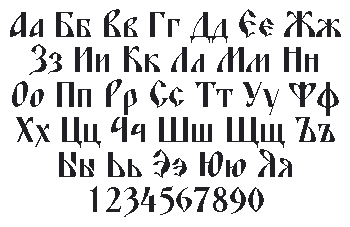 Аа Бб Вв Гг Дд Ее Жж
Зз Ии Кк Лл Мм Нн
Оо Пп Рр Сс Тт Уу Фф
Хх Цц Чч Шш Щщ Ъъ
Ыы Ьь Ээ Юю Яя
1234567890